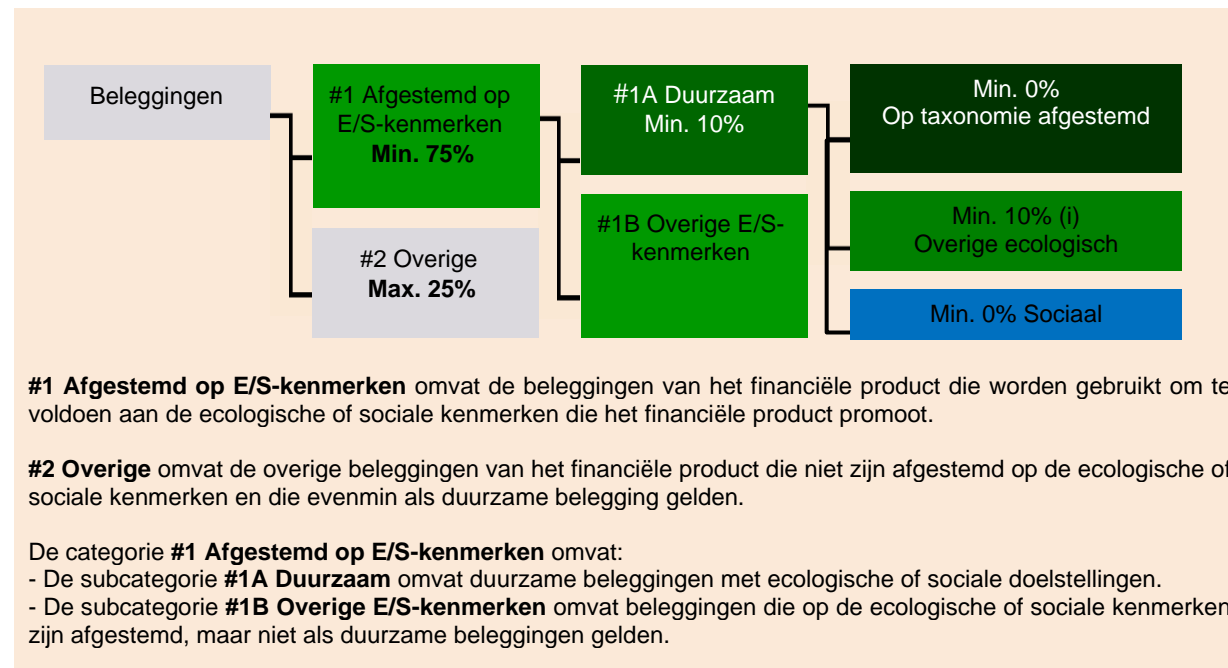 Beleggingen
#1 Afgestemd op
E/S-kenmerken
Min. 75%
#2 Overige
Max. 25%
#1A Duurzaam
Min. 10%
#1B Overige E/S-
kenmerken
Min. 0%
Op taxonomie afgestemd
Min. 10% (i)
Overige ecologisch
Min. 0% Sociaal
#1 Afgestemd op E/S-kenmerken omvat de beleggingen van het financiële product die worden gebruikt om te
voldoen aan de ecologische of sociale kenmerken die het financiële product promoot.
#2 Overige omvat de overige beleggingen van het financiële product die niet zijn afgestemd op de ecologische of
sociale kenmerken en die evenmin als duurzame belegging gelden.
De categorie #1 Afgestemd op E/S-kenmerken omvat:
- De subcategorie #1A Duurzaam omvat duurzame beleggingen met ecologische of sociale doelstellingen.
- De subcategorie #1B Overige E/S-kenmerken omvat beleggingen die op de ecologische of sociale kenmerken
zijn afgestemd, maar niet als duurzame beleggingen gelden.